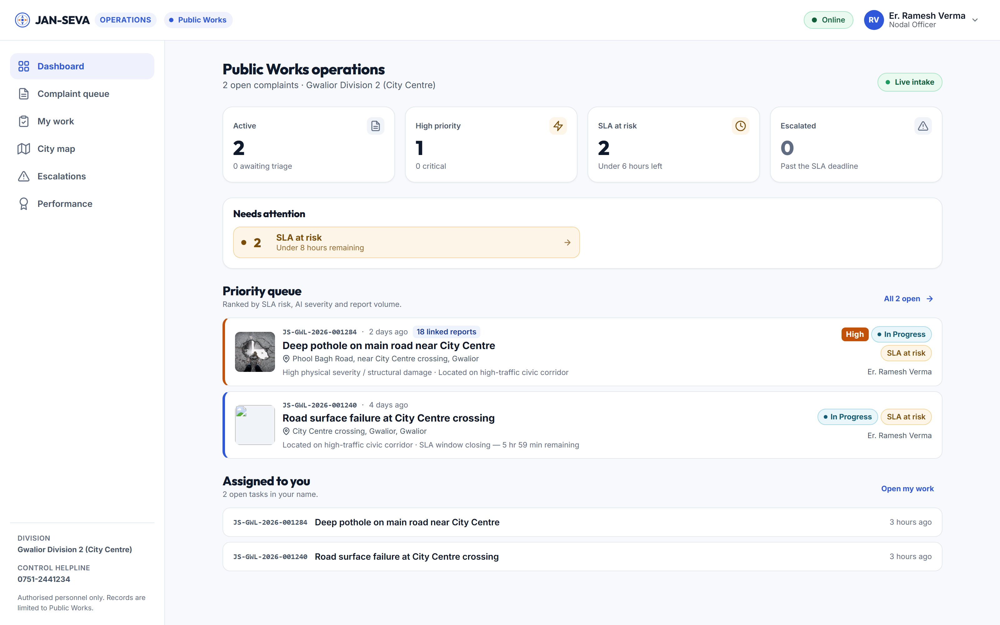 JAN-SEVA OPERATIONS Public Works
Online
RV
Er. Ramesh Verma
Nodal Officer
Dashboard
Complaint queue
My work
City map
Escalations
Performance
DIVISION
Gwalior Division 2 (City Centre)
CONTROL HELPLINE
0751-2441234
Authorised personnel only. Records are
limited to Public Works.
Public Works operations
2 open complaints · Gwalior Division 2 (City Centre)
Live intake
Active
2
0 awaiting triage
High priority
1
0 critical
SLA at risk
2
Under 6 hours left
Escalated
0
Past the SLA deadline
Needs attention
2
SLA at risk
Under 8 hours remaining
Priority queue
Ranked by SLA risk, AI severity and report volume.
All 2 open
JS-GWL-2026-001284 · 2 days ago 18 linked reports
Deep pothole on main road near City Centre
Phool Bagh Road, near City Centre crossing, Gwalior
High physical severity / structural damage · Located on high-traffic civic corridor
High In Progress
SLA at risk
Er. Ramesh Verma
JS-GWL-2026-001240 · 4 days ago
Road surface failure at City Centre crossing
City Centre crossing, Gwalior, Gwalior
Located on high-traffic civic corridor · SLA window closing — 5 hr 59 min remaining
In Progress SLA at risk
Er. Ramesh Verma
Assigned to you
2 open tasks in your name.
Open my work
JS-GWL-2026-001284 Deep pothole on main road near City Centre 3 hours ago
JS-GWL-2026-001240 Road surface failure at City Centre crossing 3 hours ago